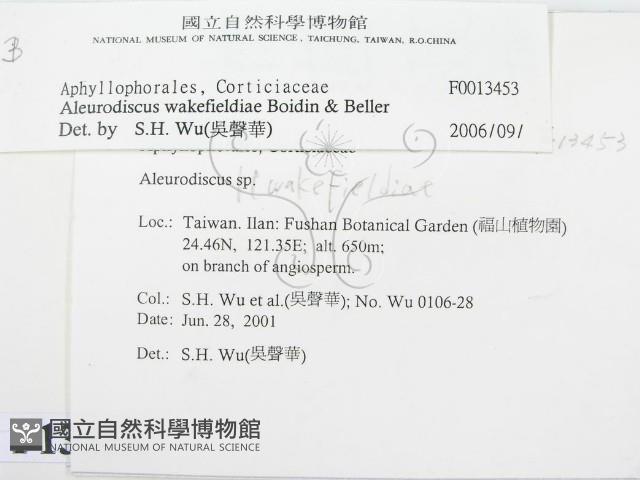 B
國立自然科學博物館
NATIONAL MUSEUM OF NATURAL SCIENCE, TAICHUNG, TAIWAN, R.O.CHINA
Aphyllophorales, Corticiaceae F0013453
Aleurodiscus wakefieldiae Boidin & Beller
Det. by S.H. Wu(吳聲華) 2006/09/
13453
Aleurodiscus sp.
wakefieldiae
Loc.: Taiwan. Ilan: Fushan Botanical Garden (福山植物園)
24.46N, 121.35E; alt. 650m;
on branch of angiosperm.
Col.: S.H. Wu et al.(吳聲華); No. Wu 0106-28
Date: Jun. 28, 2001
Det.: S.H. Wu(吳聲華)
國立自然科學博物館
NATIONAL MUSEUM OF NATURAL SCIENCE